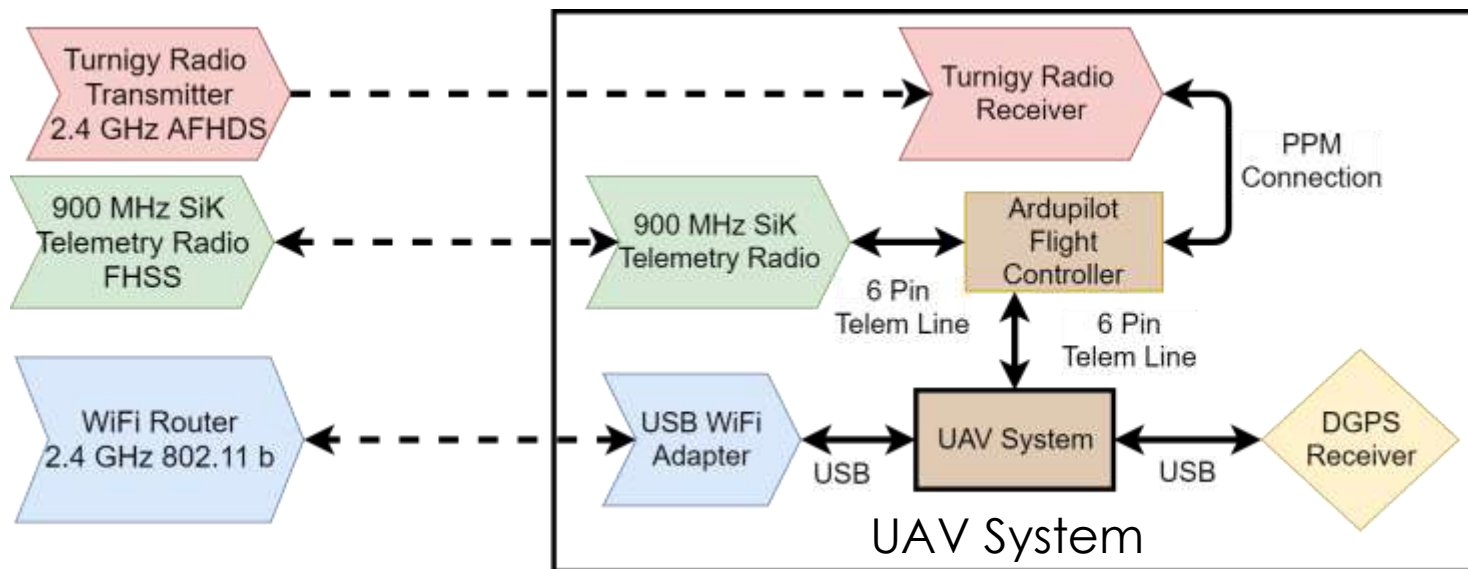 Turnigy Radio
Transmitter
2.4 GHz AFHDS
Turnigy Radio
Receiver
PPM
Connection
900 MHz SiK
Telemetry Radio
FHSS
900 MHz SiK
Telemetry Radio
Ardupilot
Flight
Controller
6 Pin
Telem Line
6 Pin
Telem Line
WiFi Router
2.4 GHz 802.11 b
USB WiFi
Adapter
USB
UAV System
USB
DGPS
Receiver
UAV System